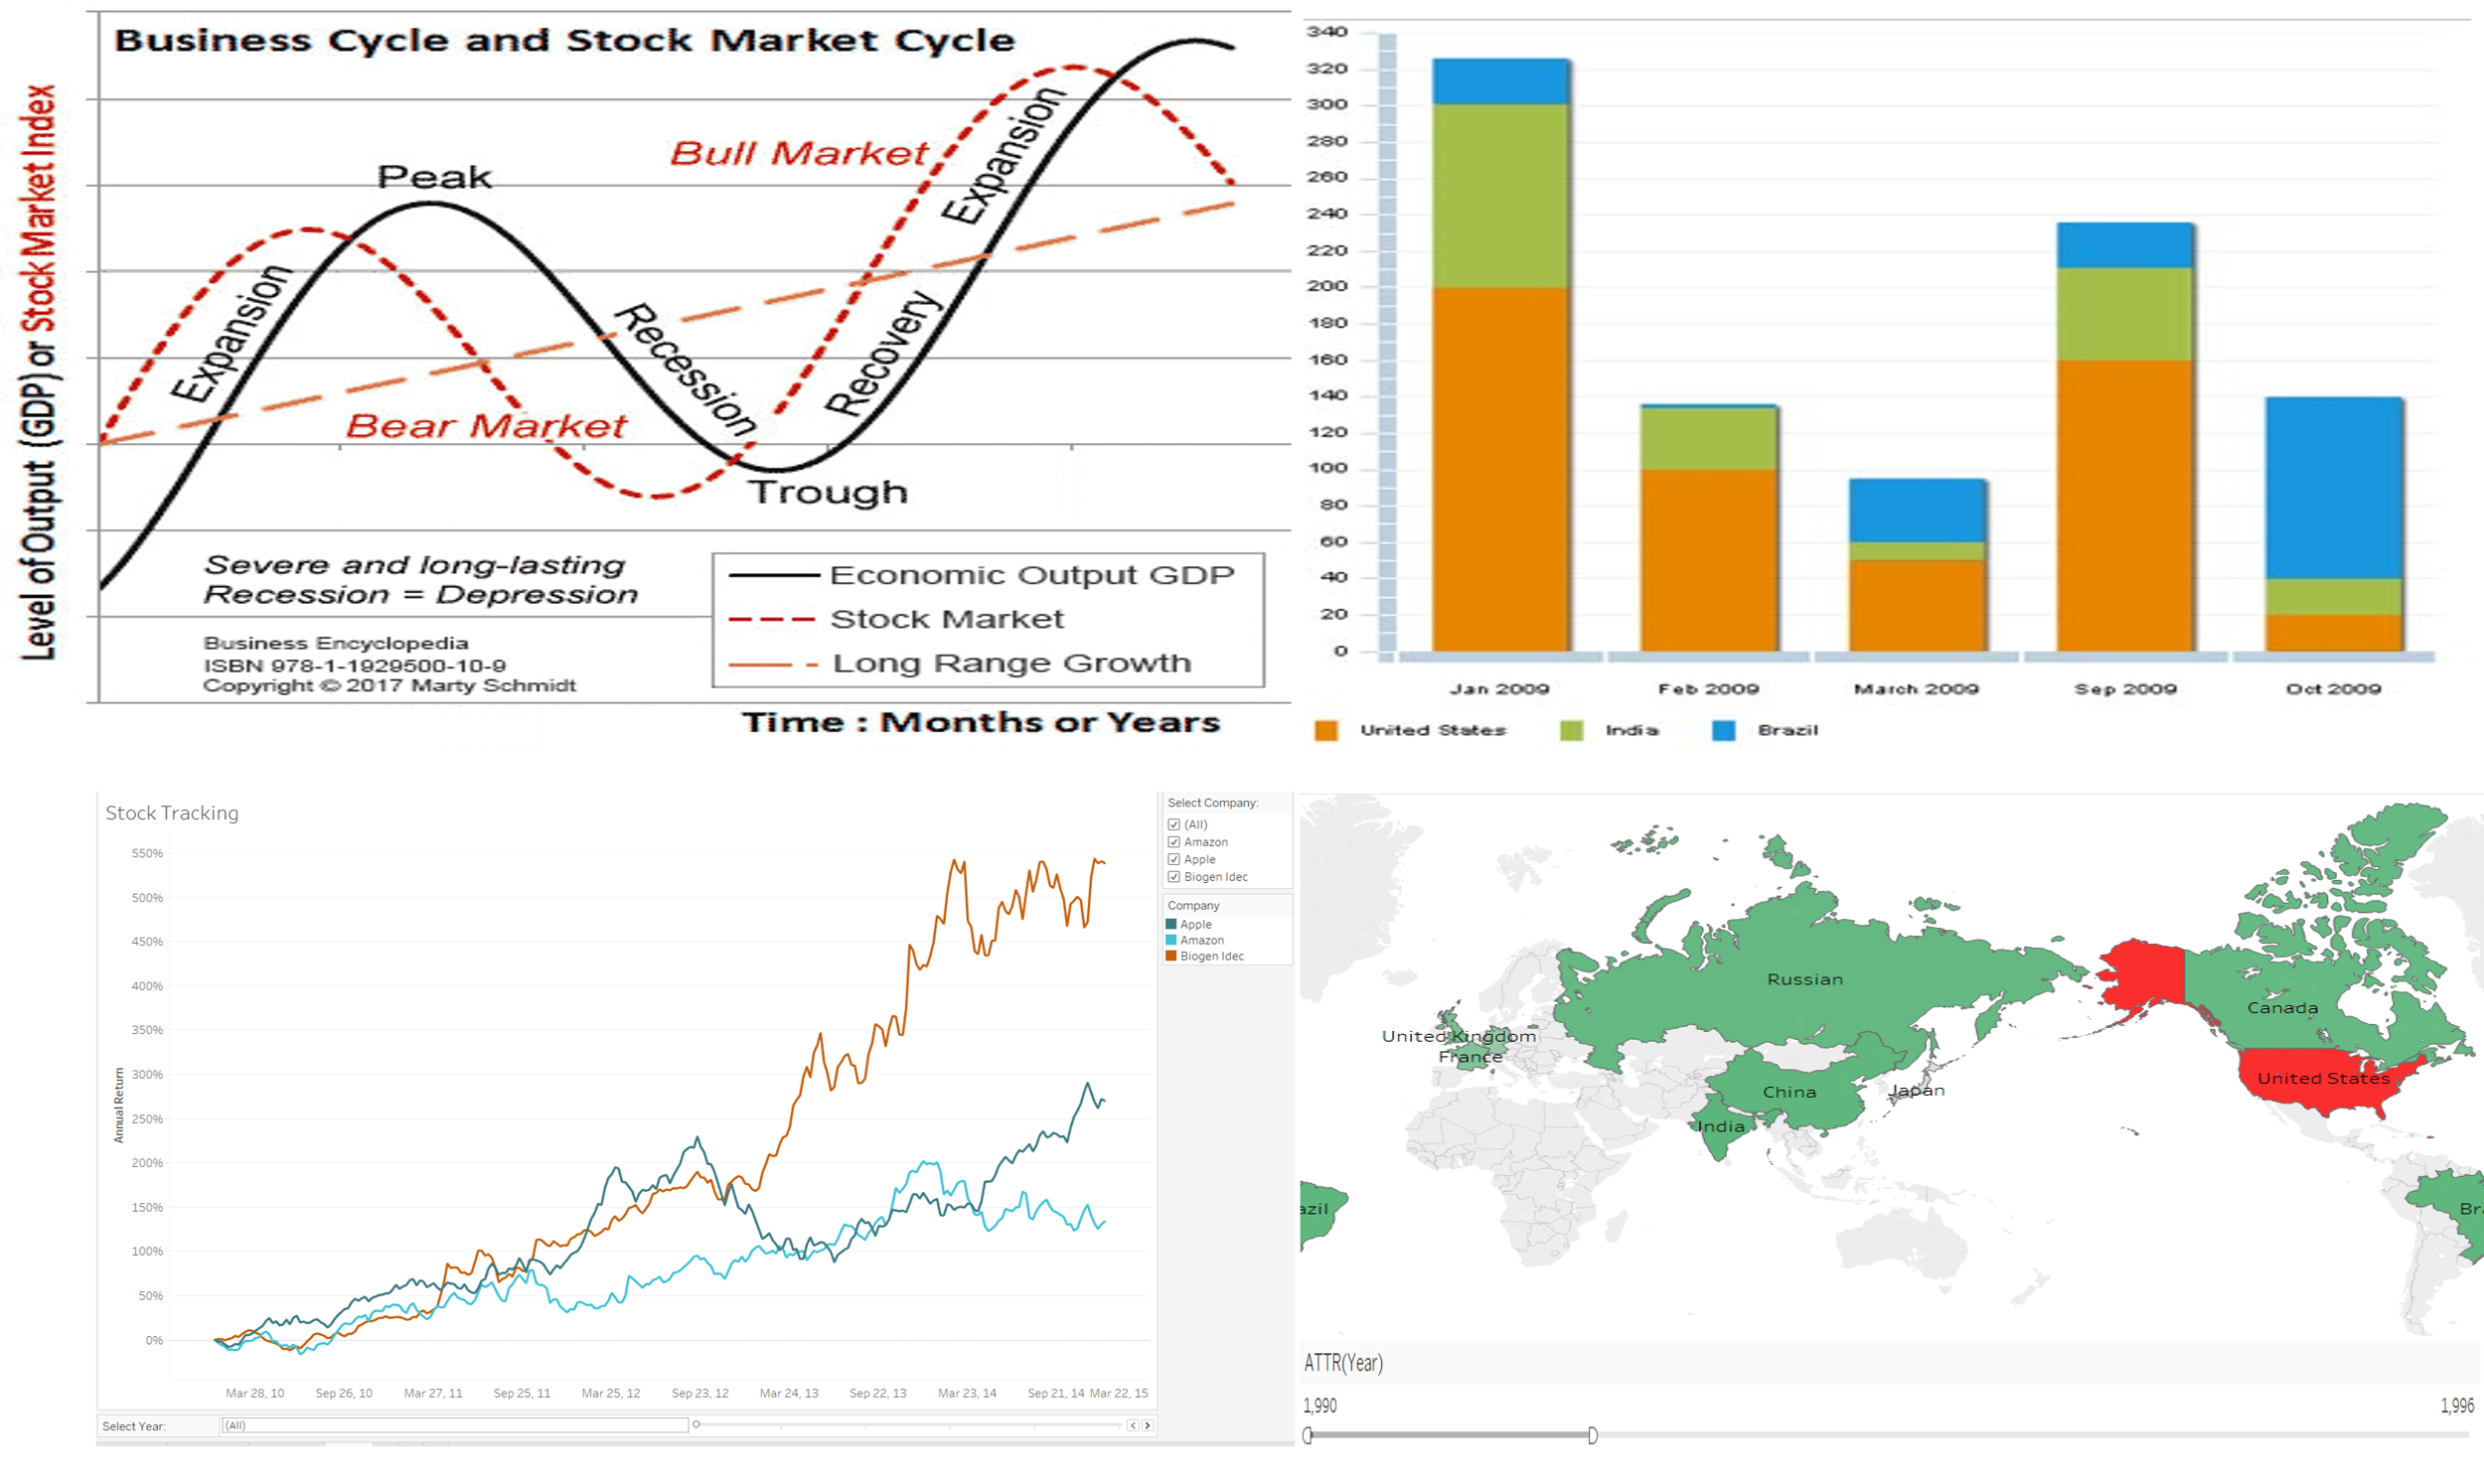 Business Cycle and Stock Market Cycle
Level of Output (GDP) or Stock Market Index
Peak
Bull Market
Expansion
Expansion
Recession
Recovery
Bear Market
Trough
Severe and long-lasting
Recession = Depression
Business Encyclopedia
ISBN 978-1-1929500-10-9
Copyright © 2017 Marty Schmidt
Economic Output GDP
Stock Market
Long Range Growth
Time : Months or Years
340
320
300
280
260
240
220
200
180
160
140
120
100
80
60
40
20
0
Jan 2009 Feb 2009 March 2009 Sep 2009 Oct 2009
United States India Brazil
Stock Tracking
Annual Return
550%
500%
450%
400%
350%
300%
250%
200%
150%
100%
50%
0%
Mar 28, 10 Sep 26, 10 Mar 27, 11 Sep 25, 11 Mar 25, 12 Sep 23, 12 Mar 24, 13 Sep 22, 13 Mar 23, 14 Sep 21, 14 Mar 22, 15
Select Year: (All)
Select Company:
(All)
Amazon
Apple
Biogen Idec
Company
Apple
Amazon
Biogen Idec
Russian
Canada
United Kingdom
France
United States
China
Japan
India
azil
Bra
ATTR(Year)
1,990 1,996